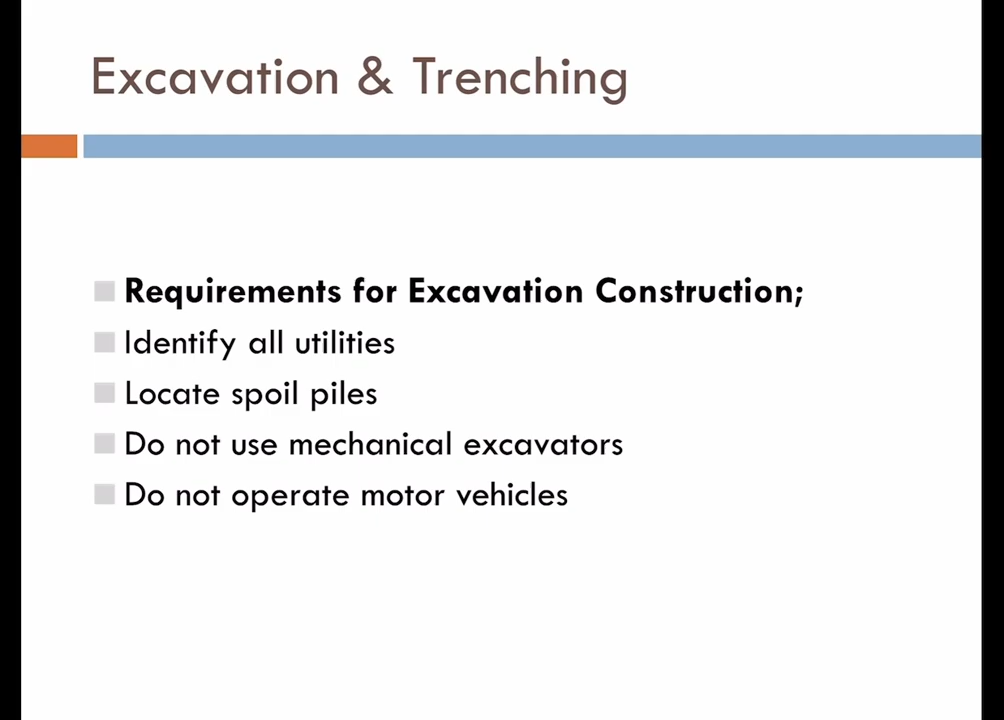 Excavation & Trenching
Requirements for Excavation Construction;
Identify all utilities
Locate spoil piles
Do not use mechanical excavators
Do not operate motor vehicles